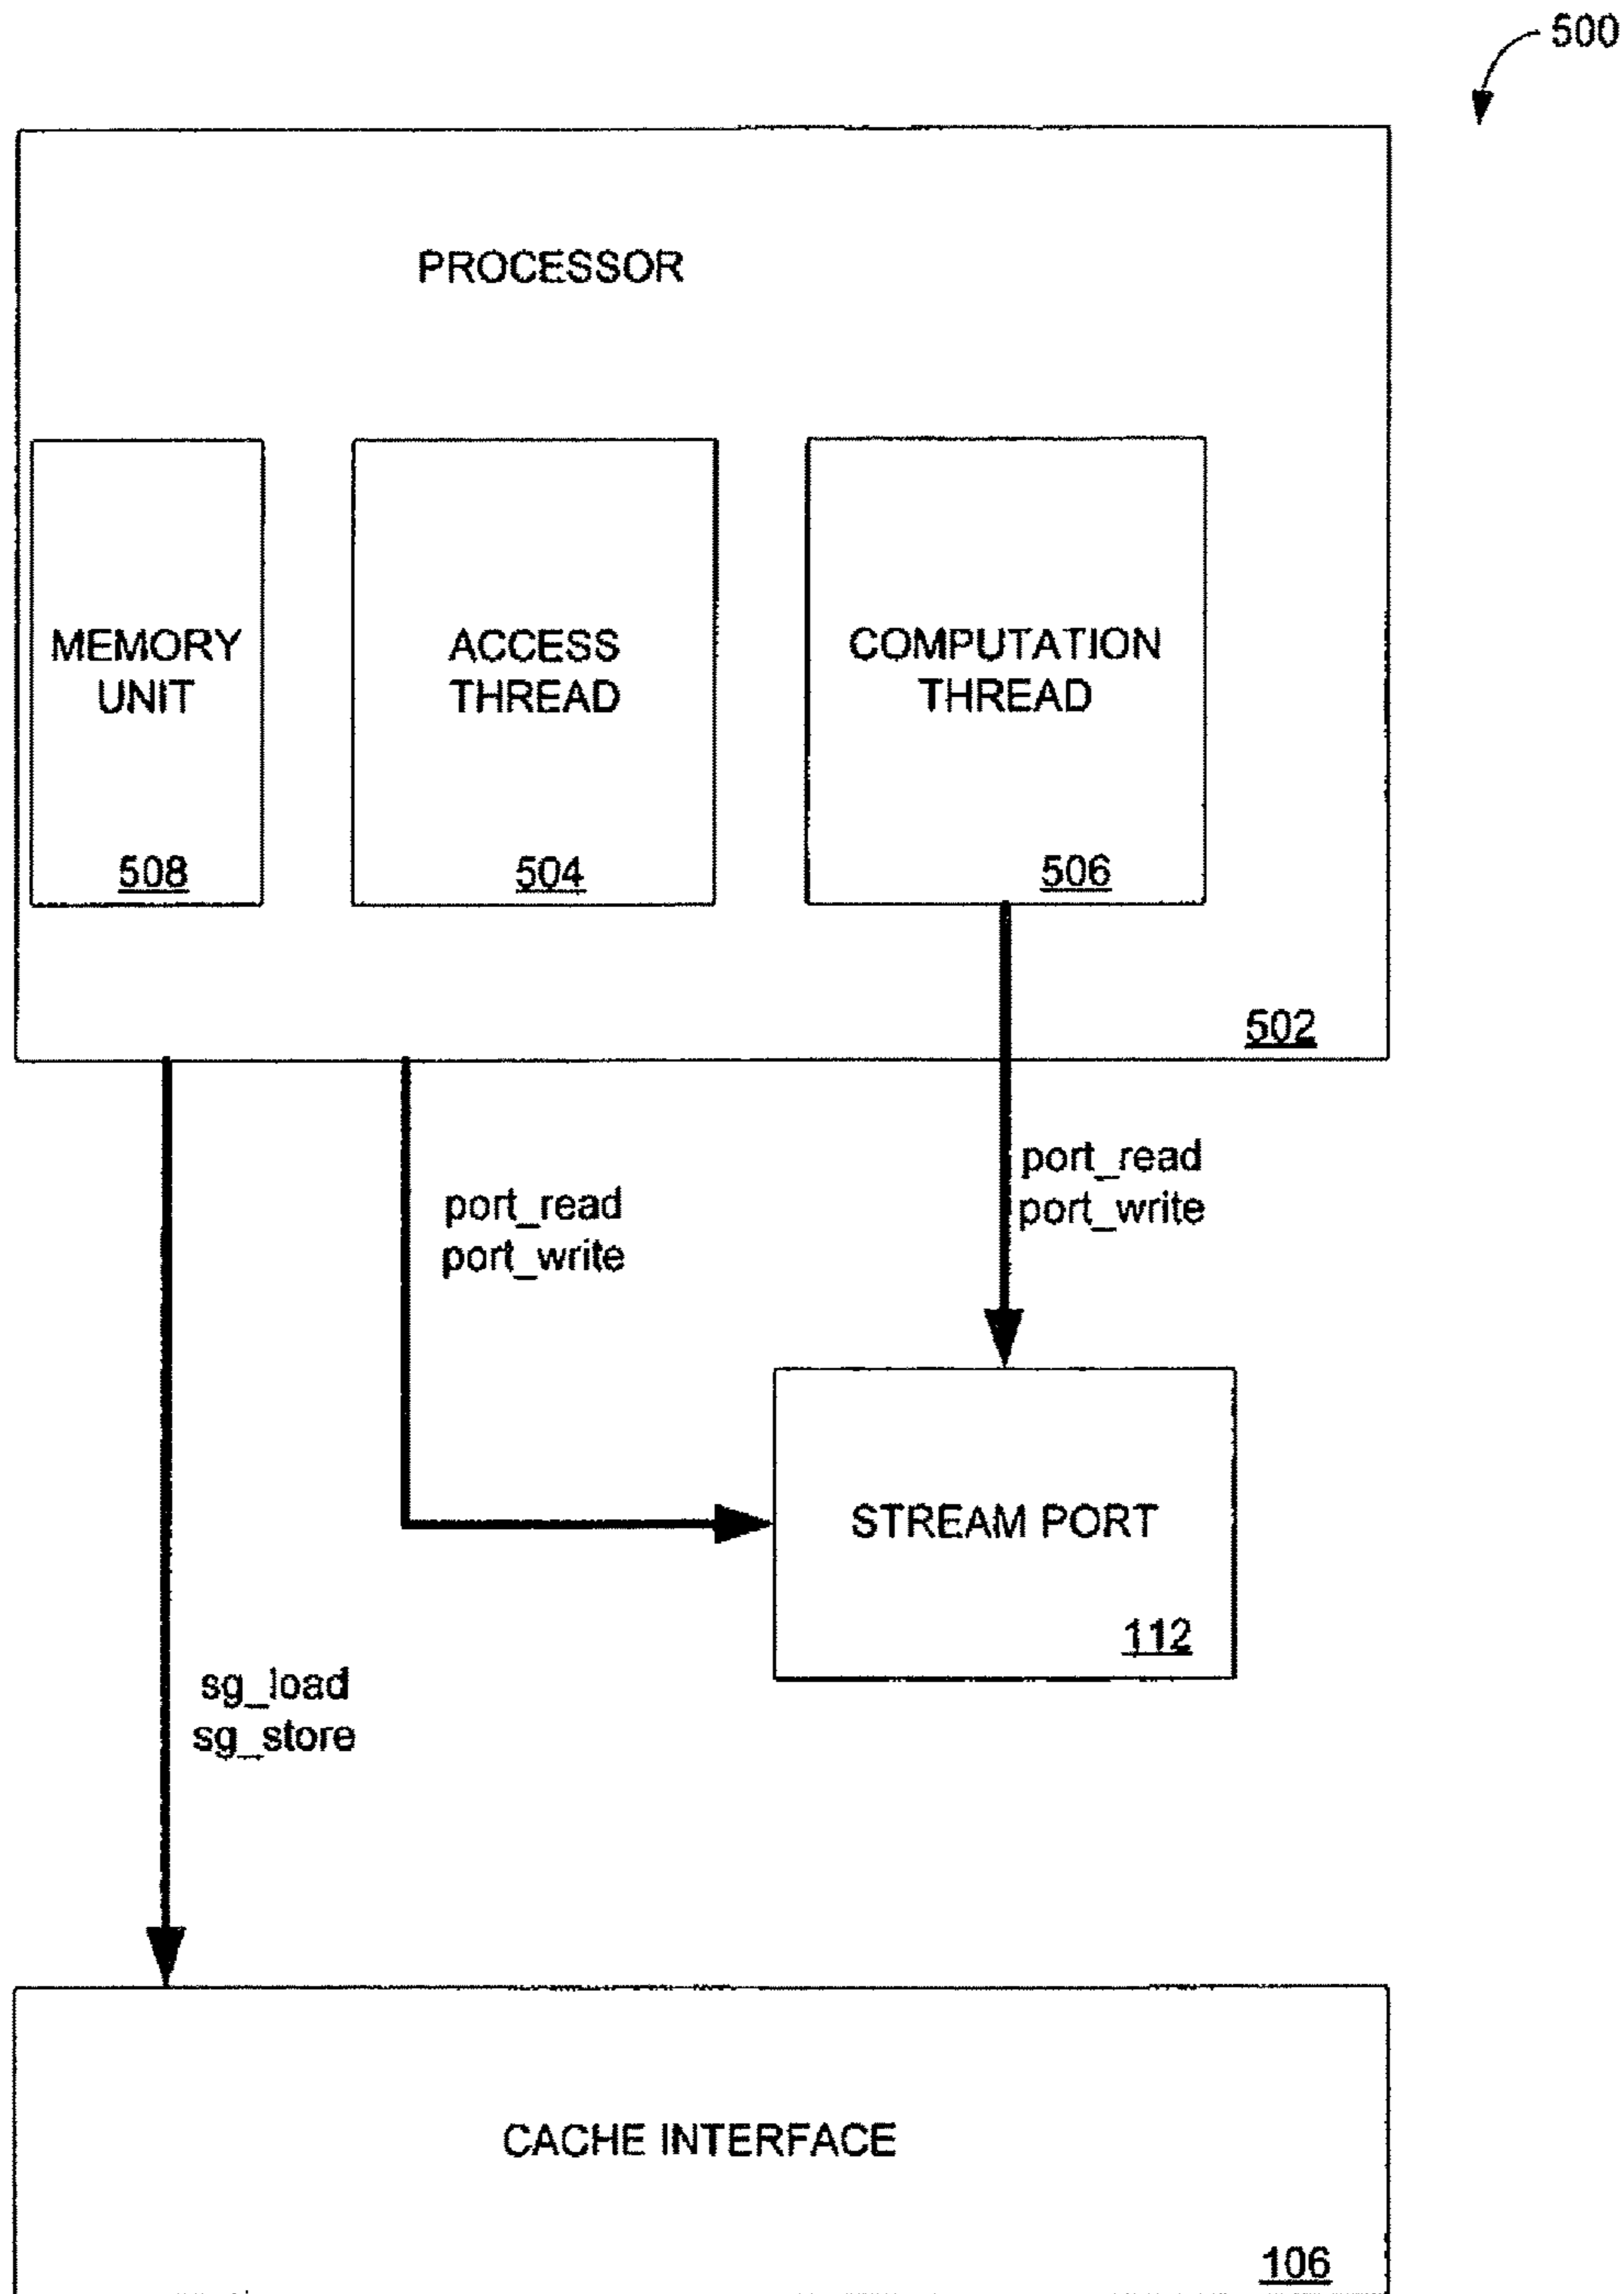 500
PROCESSOR
MEMORY
UNIT
508
ACCESS
THREAD
504
COMPUTATION
THREAD
506
502
port_read
port_write
port_read
port_write
STREAM PORT
112
sg_load
sg_store
CACHE INTERFACE
106